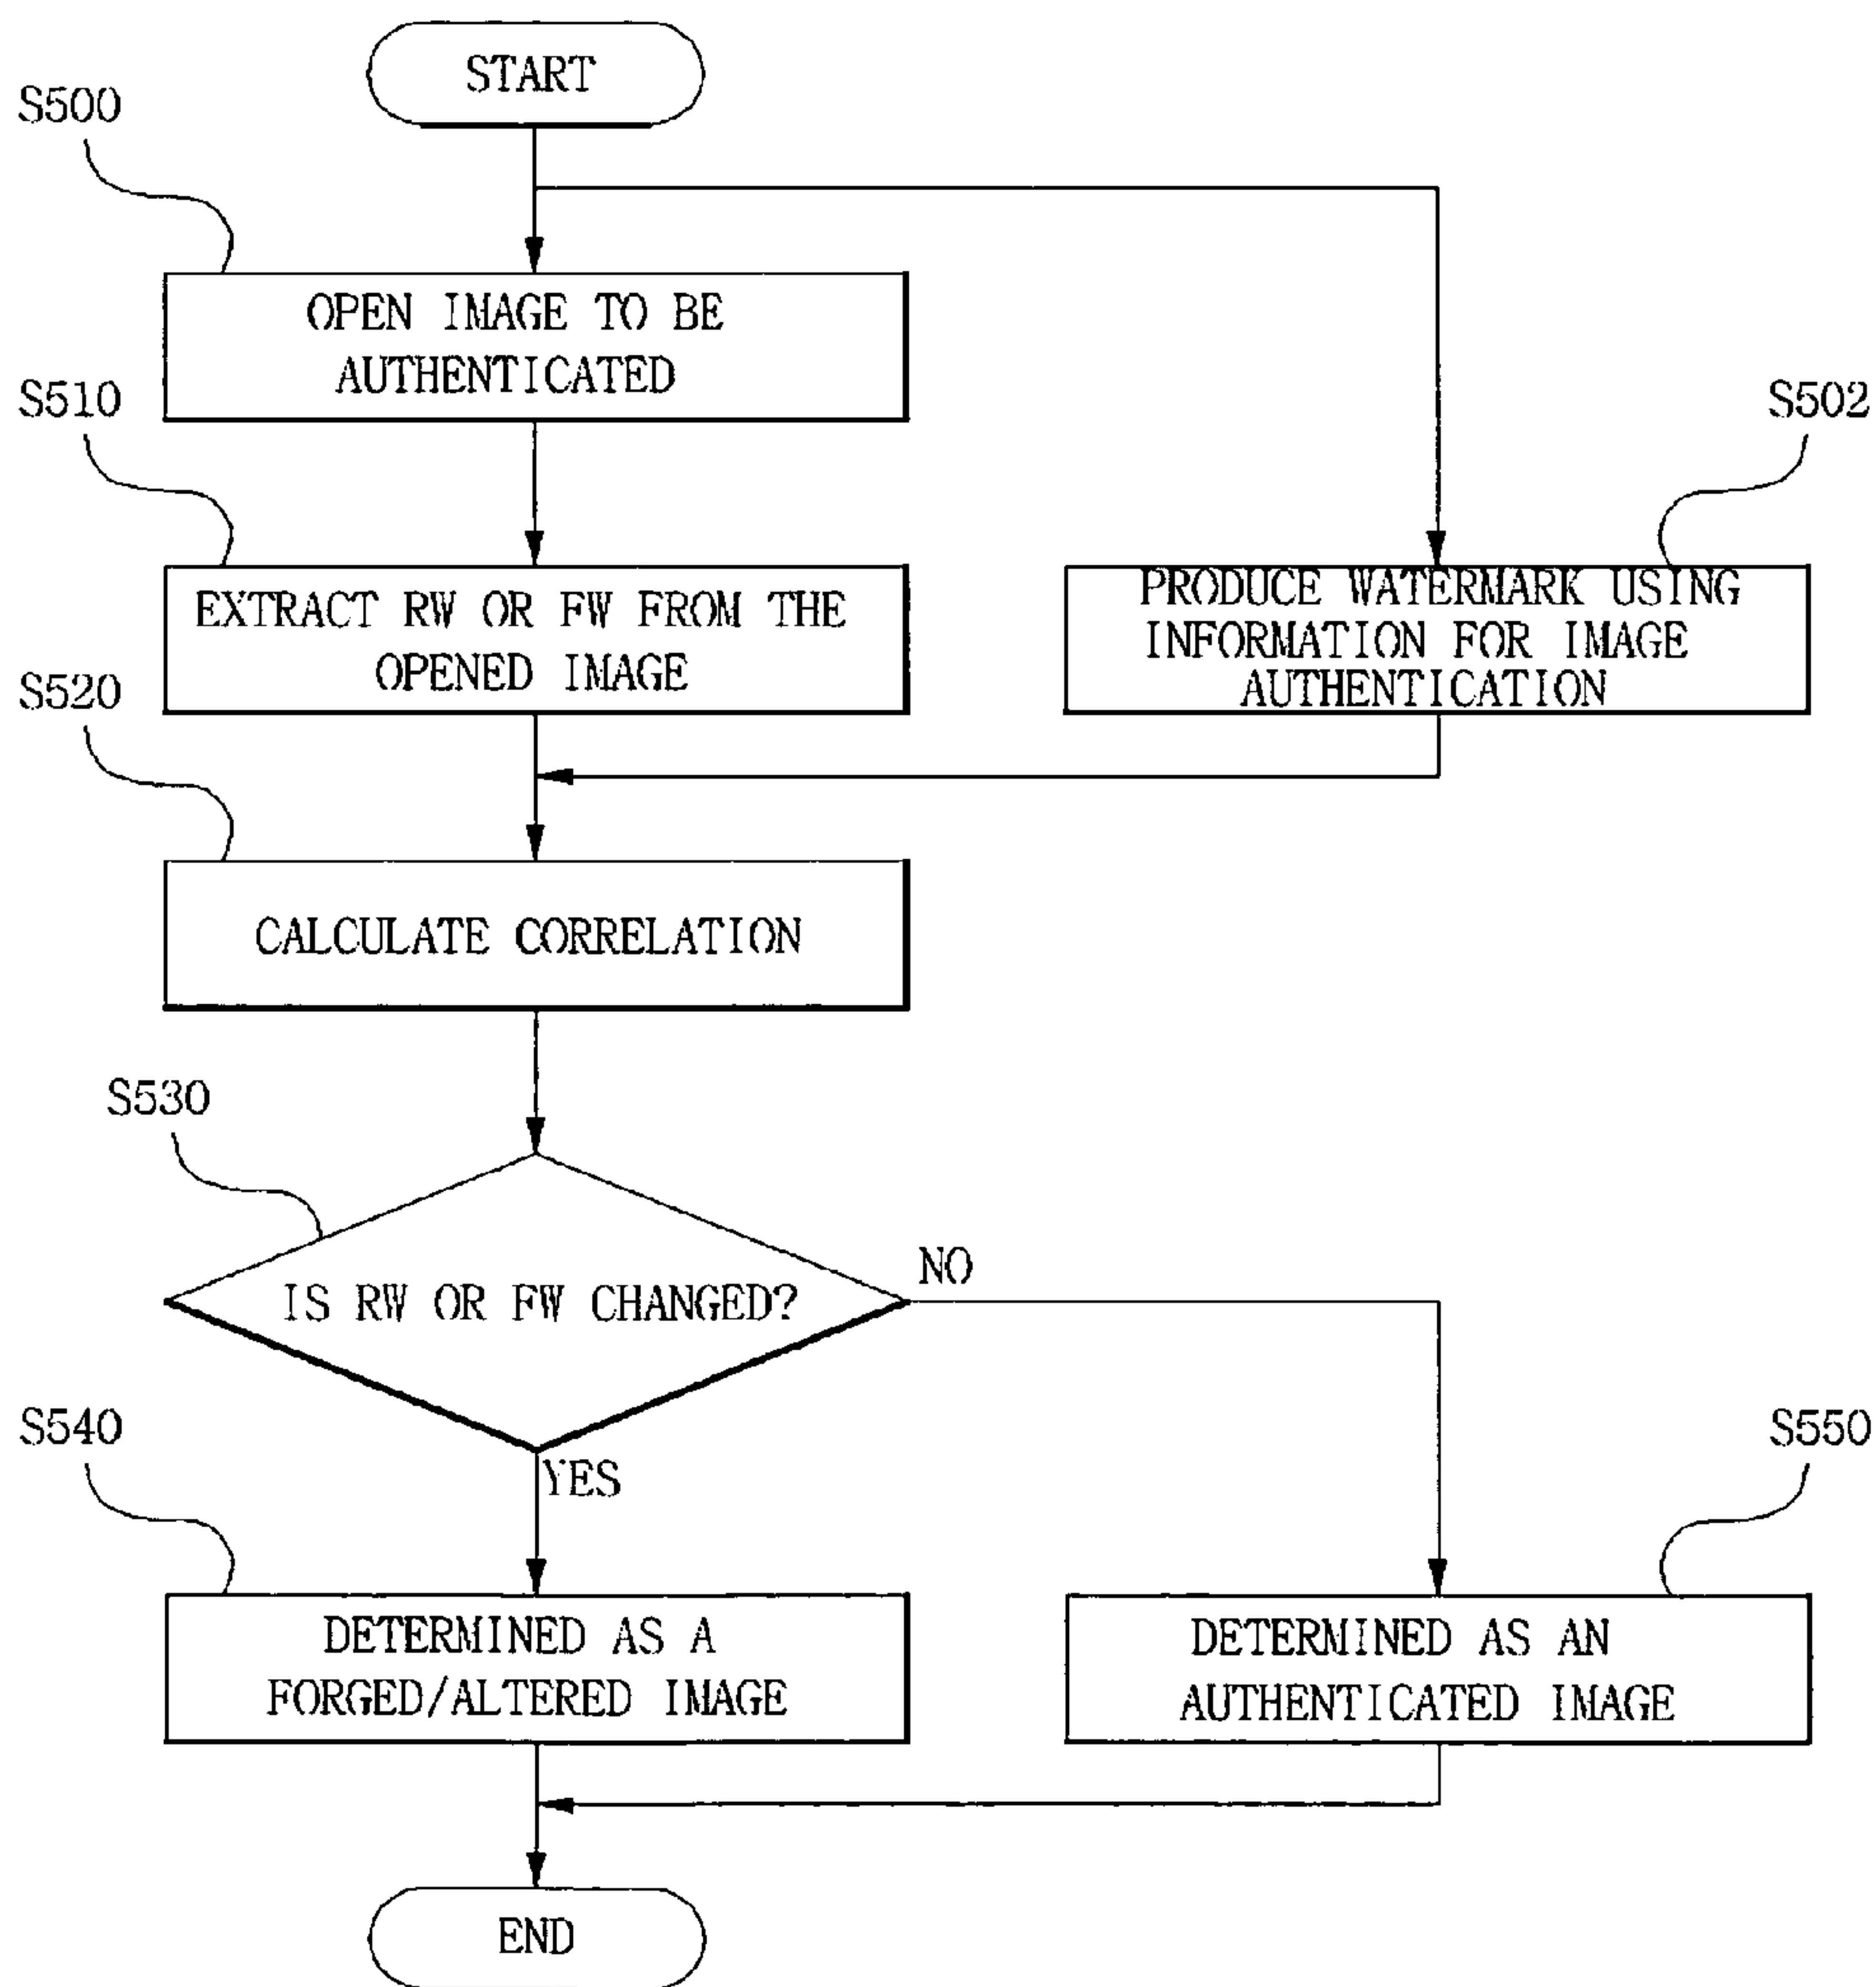 START
S500
OPEN IMAGE TO BE
AUTHENTICATED
S510
S502
EXTRACT RW OR FW FROM THE
OPENED IMAGE
PRODUCE WATERMARK USING
INFORMATION FOR IMAGE
AUTHENTICATION
S520
CALCULATE CORRELATION
S530
IS RW OR FW CHANGED?
NO
YES
S540
S550
DETERMINED AS A
FORGED/ALTERED IMAGE
DETERMINED AS AN
AUTHENTICATED IMAGE
END